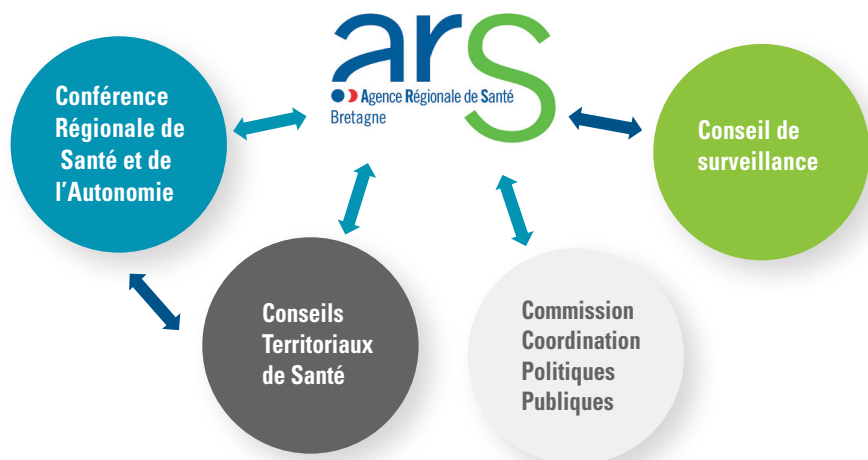 ars
Agence Régionale de Santé
Bretagne
Conférence
Régionale de
Santé et de
l'Autonomie
Conseil de
surveillance
Conseils
Territoriaux
de Santé
Commission
Coordination
Politiques
Publiques